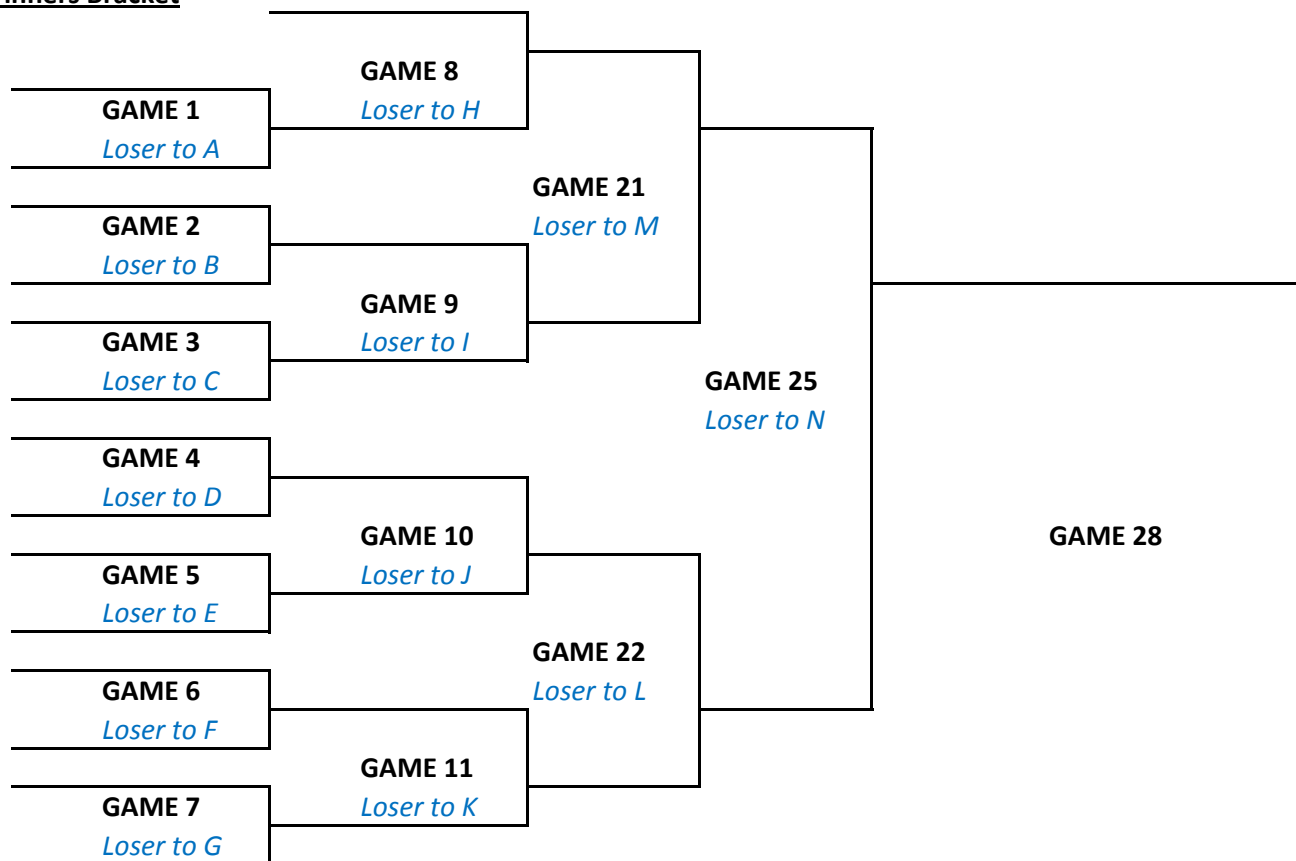 GAME 8
Loser to H
GAME 1
Loser to A
GAME 21
Loser to M
GAME 2
Loser to B
GAME 9
Loser to I
GAME 3
Loser to C
GAME 25
Loser to N
GAME 4
Loser to D
GAME 10
Loser to J
GAME 28
GAME 5
Loser to E
GAME 22
Loser to L
GAME 6
Loser to F
GAME 11
Loser to K
GAME 7
Loser to G